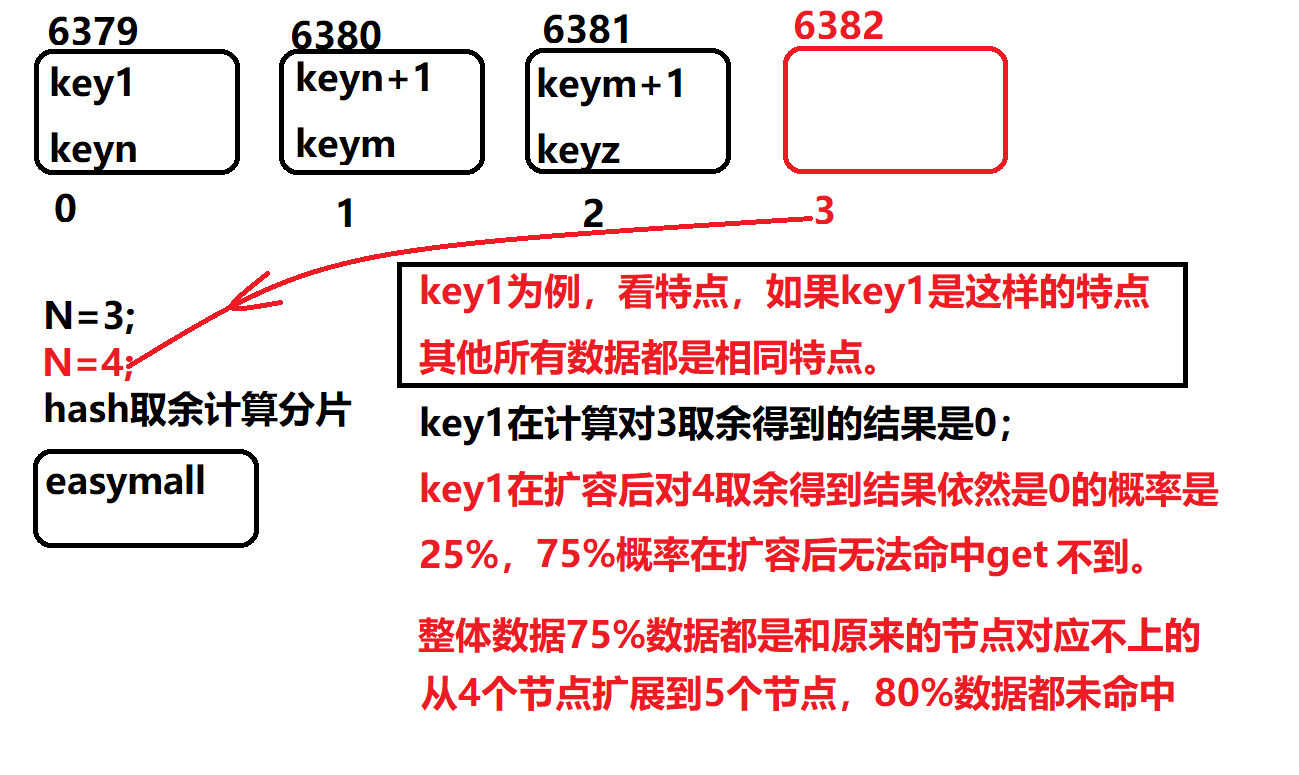 6379
6380
6381
6382
key1
keyn
keyn+1
keym
keym+1
keyz
0
1
2
3
N=3;
N=4;
hash取余计算分片
easymall
key1为例，看特点，如果key1是这样的特点
其他所有数据都是相同特点。
key1在计算对3取余得到的结果是0；
key1在扩容后对4取余得到结果依然是0的概率是
25%，75%概率在扩容后无法命中get 不到。
整体数据75%数据都是和原来的节点对应不上的
从4个节点扩展到5个节点，80%数据都未命中